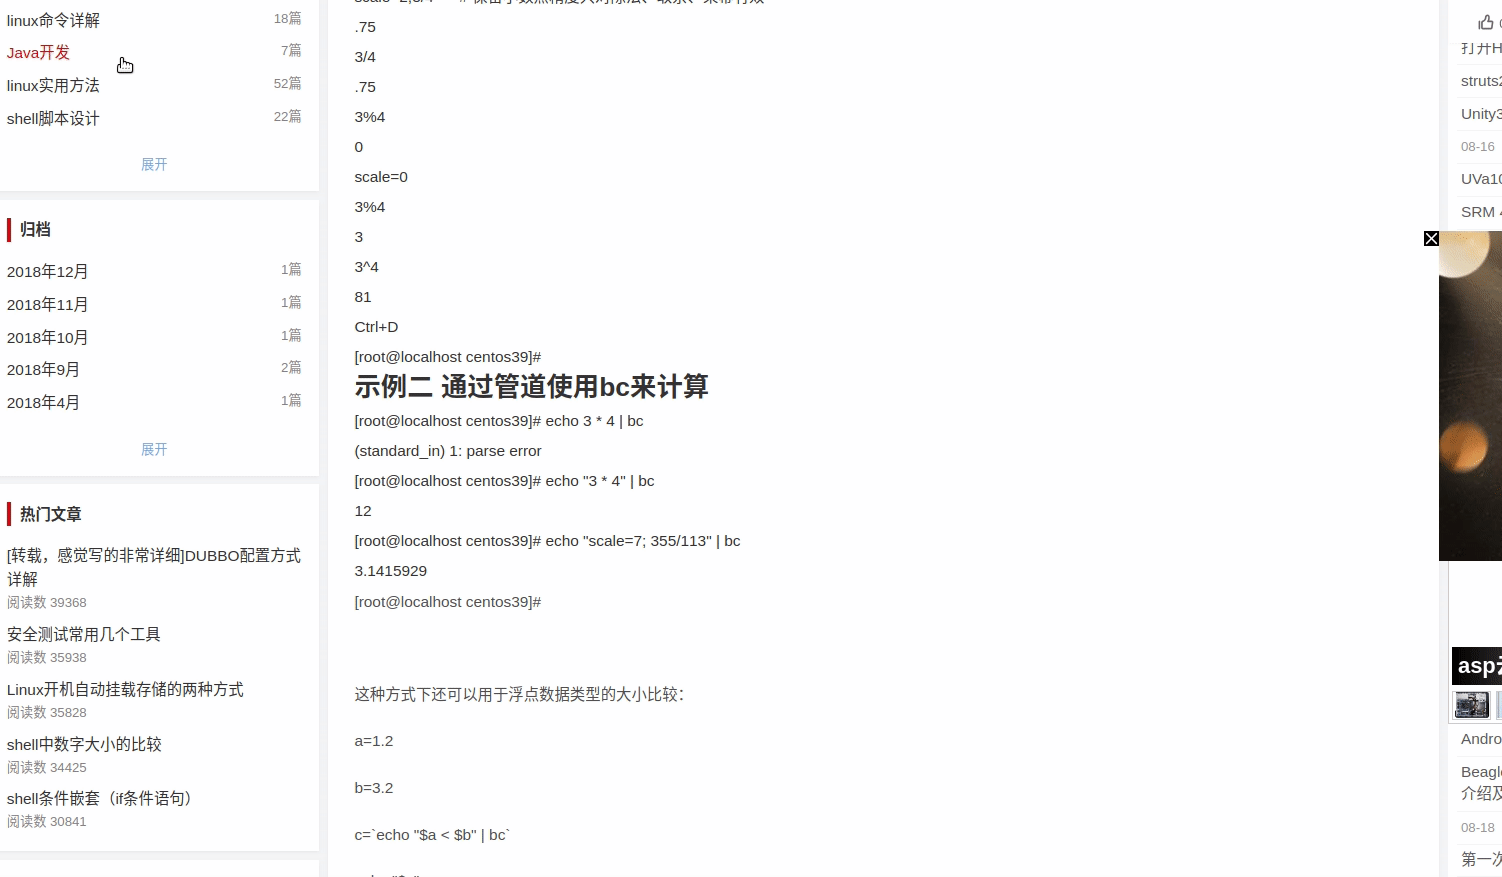 linux命令详解
18篇
Java开发
7篇
linux实用方法
52篇
shell脚本设计
22篇
展开
归档
2018年12月
1篇
2018年11月
1篇
2018年10月
1篇
2018年9月
2篇
2018年4月
1篇
展开
热门文章
[转载，感觉写的非常详细]DUBBO配置方式
详解
阅读数 39368
安全测试常用几个工具
阅读数 35938
Linux开机自动挂载存储的两种方式
阅读数 35828
shell中数字大小的比较
阅读数 34425
shell条件嵌套（if条件语句）
阅读数 30841
.75
3/4
.75
3%4
0
scale=0
3%4
3
3^4
81
Ctrl+D
[root@localhost centos39]#
示例二 通过管道使用bc来计算
[root@localhost centos39]# echo 3 * 4 | bc
(standard_in) 1: parse error
[root@localhost centos39]# echo "3 * 4" | bc
12
[root@localhost centos39]# echo "scale=7; 355/113" | bc
3.1415929
[root@localhost centos39]#
这种方式下还可以用于浮点数据类型的大小比较：
a=1.2
b=3.2
c=`echo "$a < $b" | bc`
打开H
struts2
Unity3
08-16
UVa10
SRM
asp
Andro
Beagle
介绍及
08-18
第一次